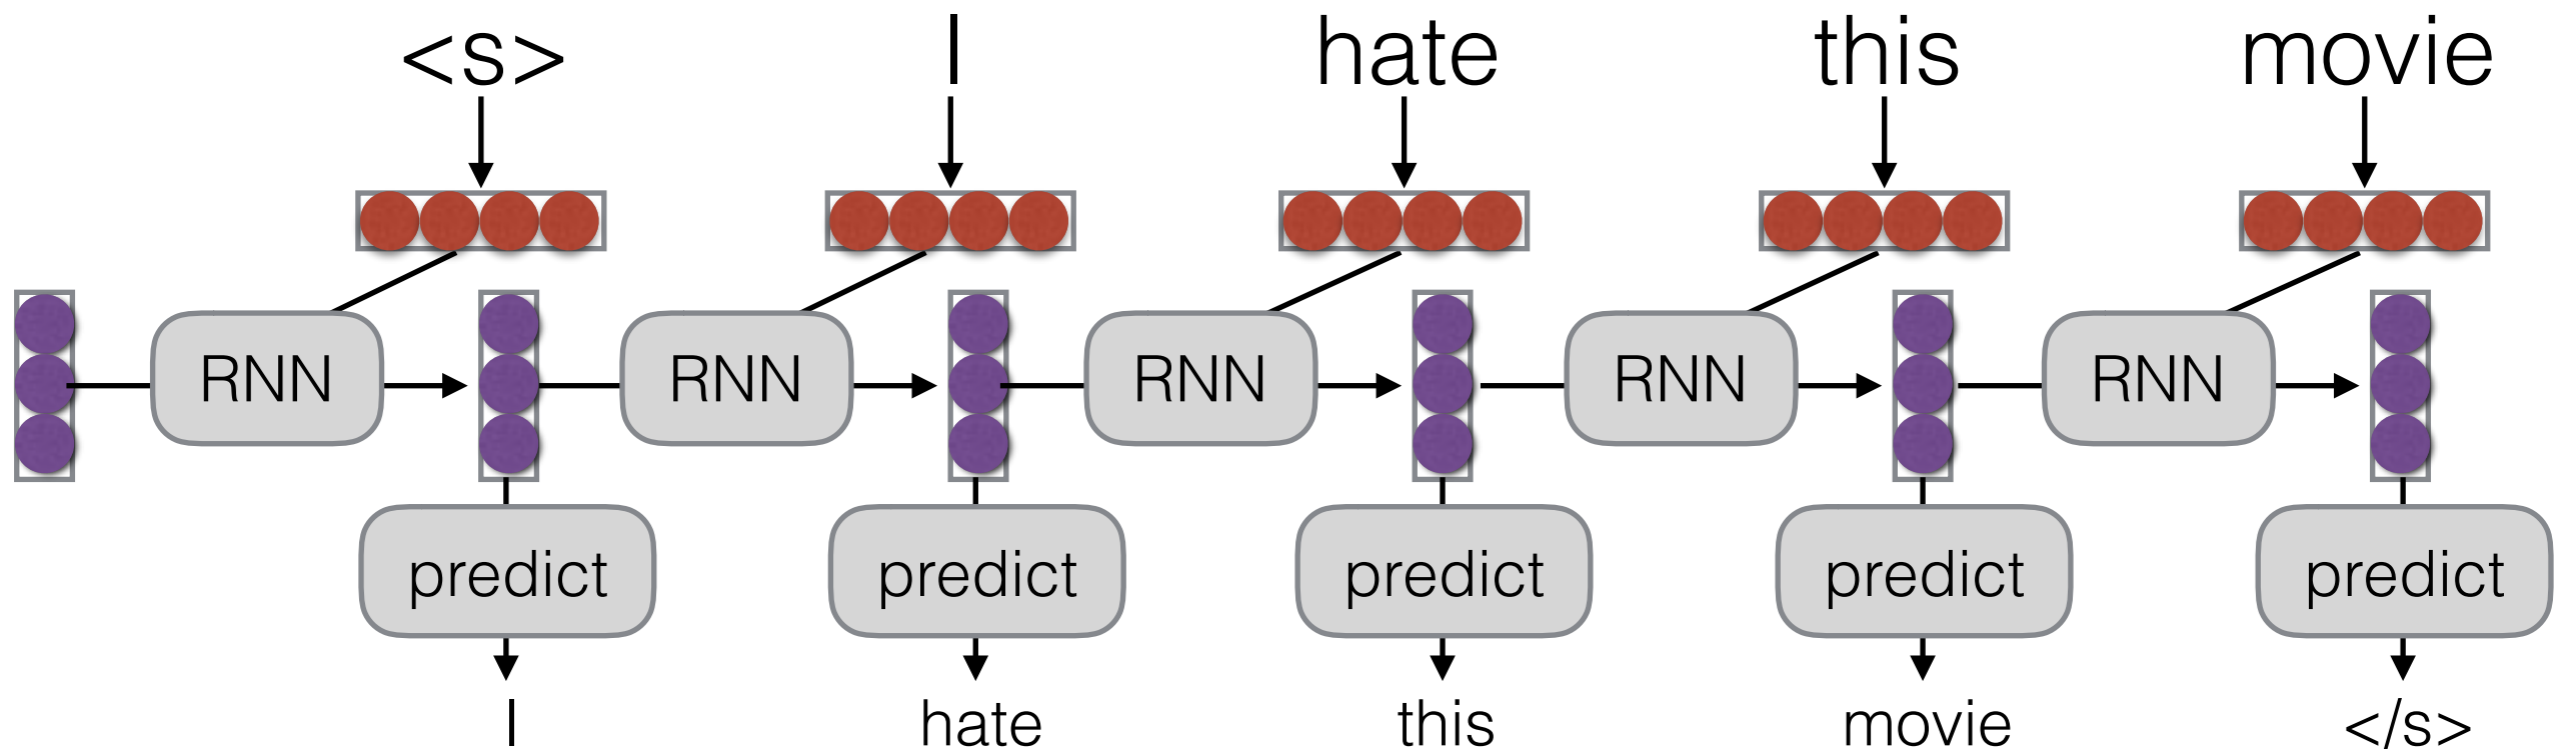 <s> I hate this movie
RNN RNN RNN RNN RNN
predict predict predict predict predict
I hate this movie </s>